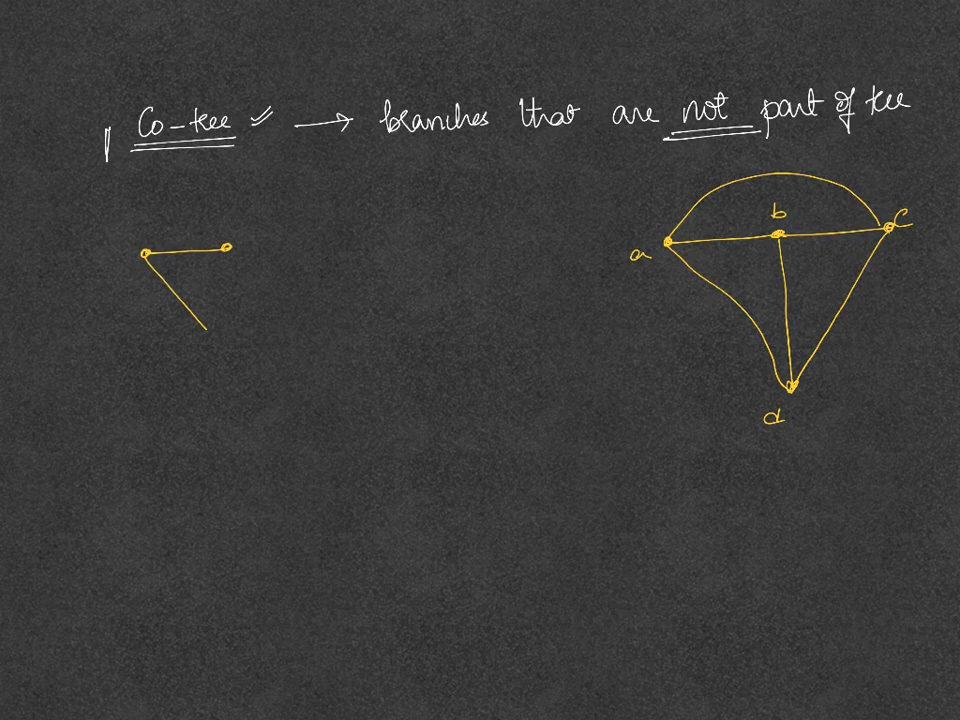 Co-tree → branches that are not part of tree
b
c
a
d